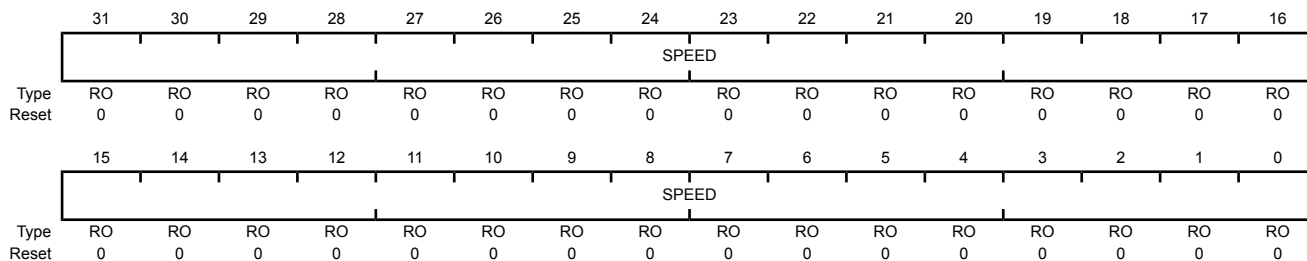 31 30 29 28 27 26 25 24 23 22 21 20 19 18 17 16
SPEED
Type RO RO RO RO RO RO RO RO RO RO RO RO RO RO RO RO
Reset 0 0 0 0 0 0 0 0 0 0 0 0 0 0 0 0
15 14 13 12 11 10 9 8 7 6 5 4 3 2 1 0
SPEED
Type RO RO RO RO RO RO RO RO RO RO RO RO RO RO RO RO
Reset 0 0 0 0 0 0 0 0 0 0 0 0 0 0 0 0